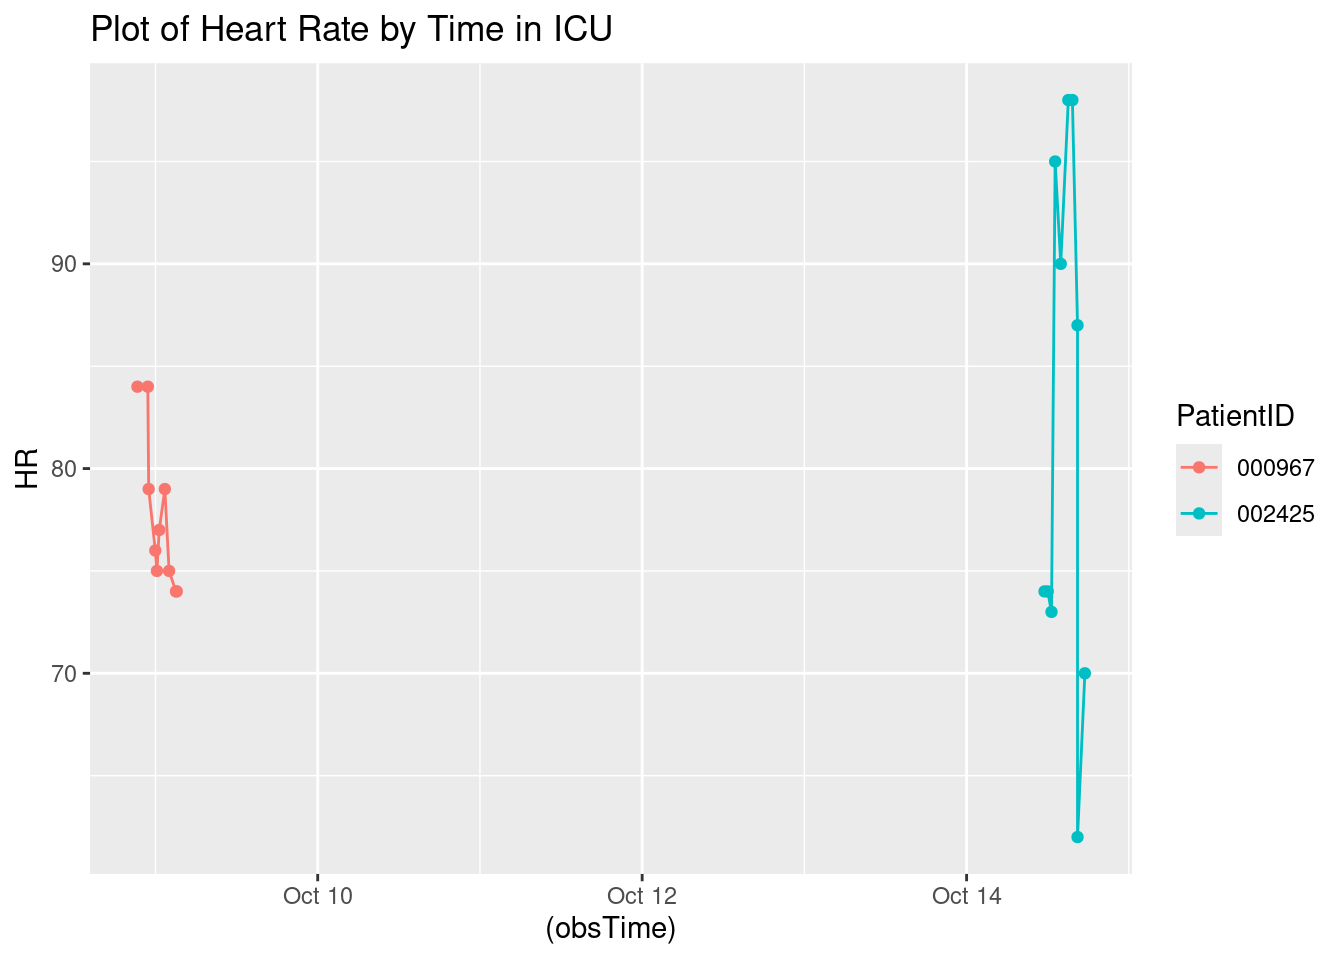 Plot of Heart Rate by Time in ICU
HR
90
80
70
Oct 10
Oct 12
Oct 14
(obsTime)
PatientID
000967
002425